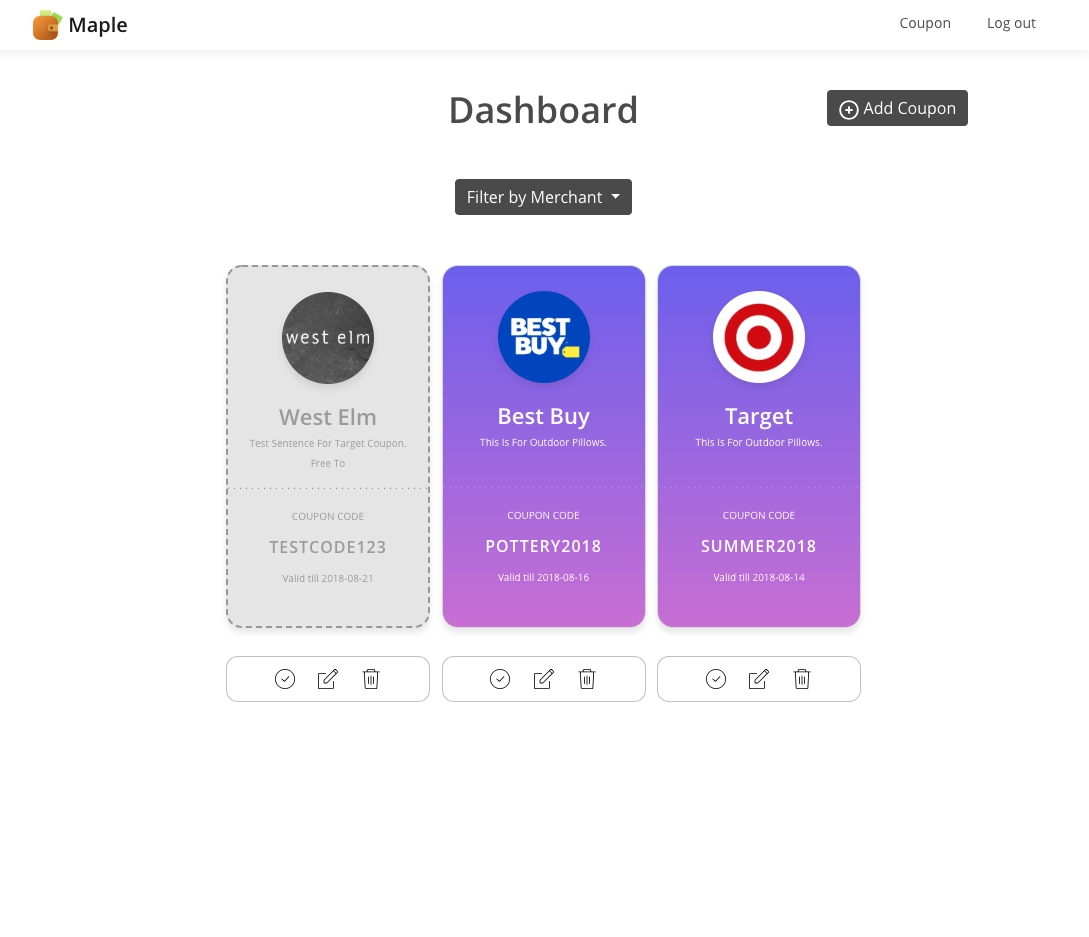 Maple
Coupon
Log out
Dashboard
Add Coupon
Filter by Merchant
west elm
West Elm
Test Sentence For Target Coupon.
Free To
COUPON CODE
TESTCODE123
Valid till 2018-08-21
BEST
BUY
Best Buy
This Is For Outdoor Pillows.
COUPON CODE
POTTERY2018
Valid till 2018-08-16
Target
This Is For Outdoor Pillows.
COUPON CODE
SUMMER2018
Valid till 2018-08-14